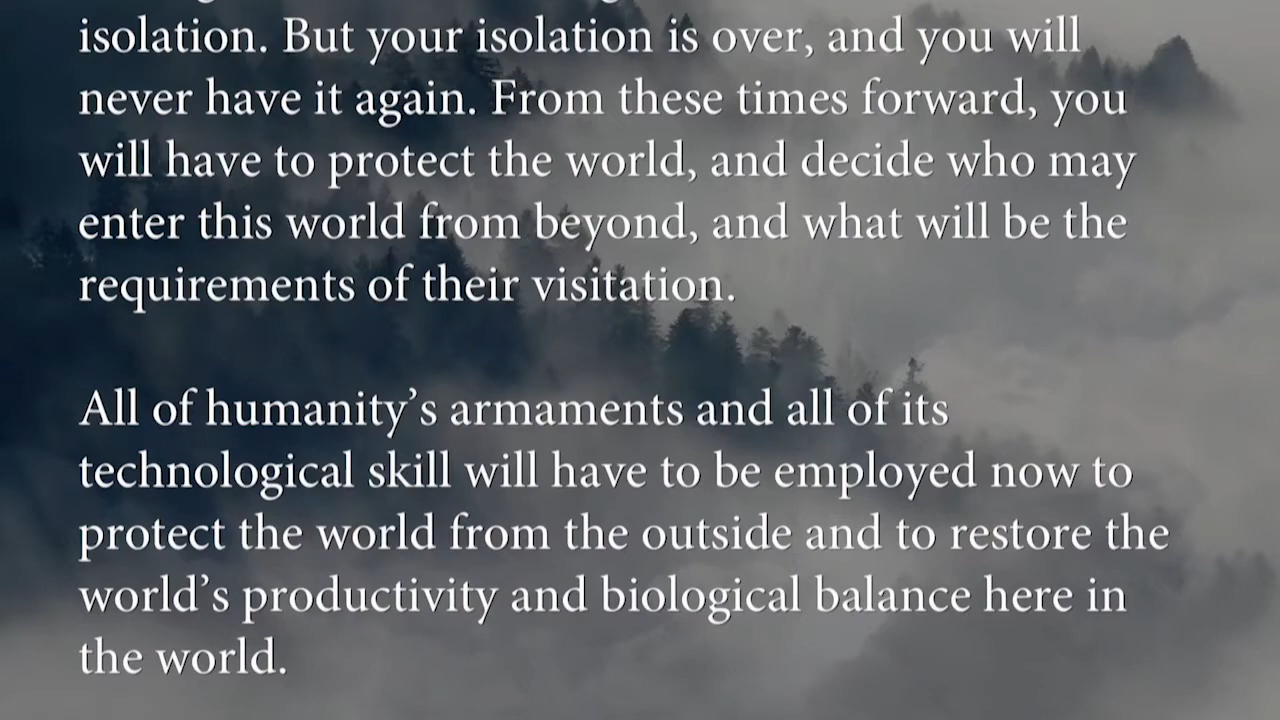 isolation. But your isolation is over, and you will
never have it again. From these times forward, you
will have to protect the world, and decide who may
enter this world from beyond, and what will be the
requirements of their visitation.
All of humanity’s armaments and all of its
technological skill will have to be employed now to
protect the world from the outside and to restore the
world’s productivity and biological balance here in
the world.